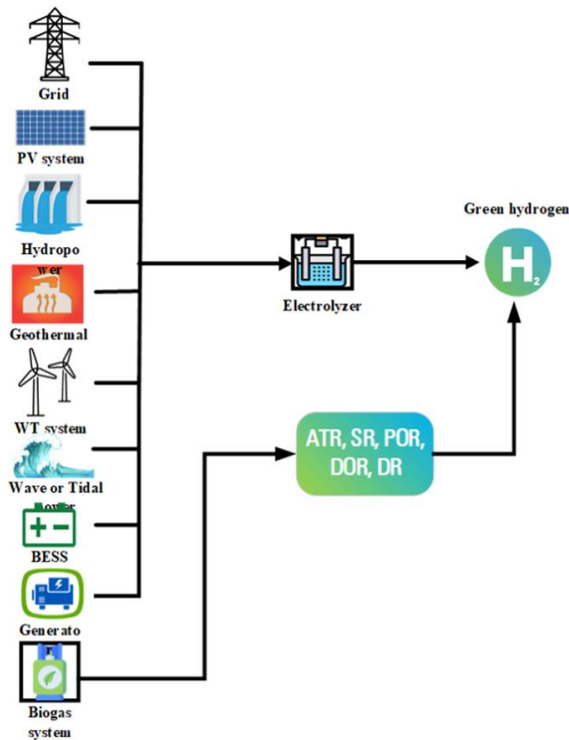 Grid
PV system
Hydropo
wer
Geothermal
WT system
Wave or Tidal
Power
BESS
Generato
r
Biogas
system
Electrolyzer
Green hydrogen
H2
ATR, SR, POR,
DOR, DR